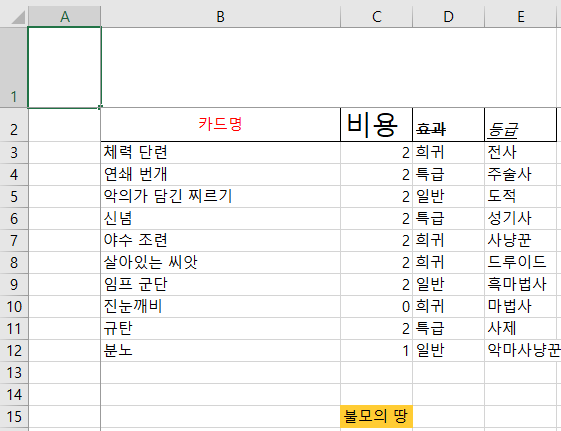 A B C D E
1
2 카드명 비용 효과 등급
3 체력 단련 2 희귀 전사
4 연쇄 번개 2 특급 주술사
5 악의가 담긴 찌르기 2 일반 도적
6 신념 2 특급 성기사
7 야수 조련 2 희귀 사냥꾼
8 살아있는 씨앗 2 희귀 드루이드
9 임프 군단 2 일반 흑마법사
10 진눈깨비 0 희귀 마법사
11 규탄 2 특급 사제
12 분노 1 일반 악마사냥꾼
13
14
15 불모의 땅